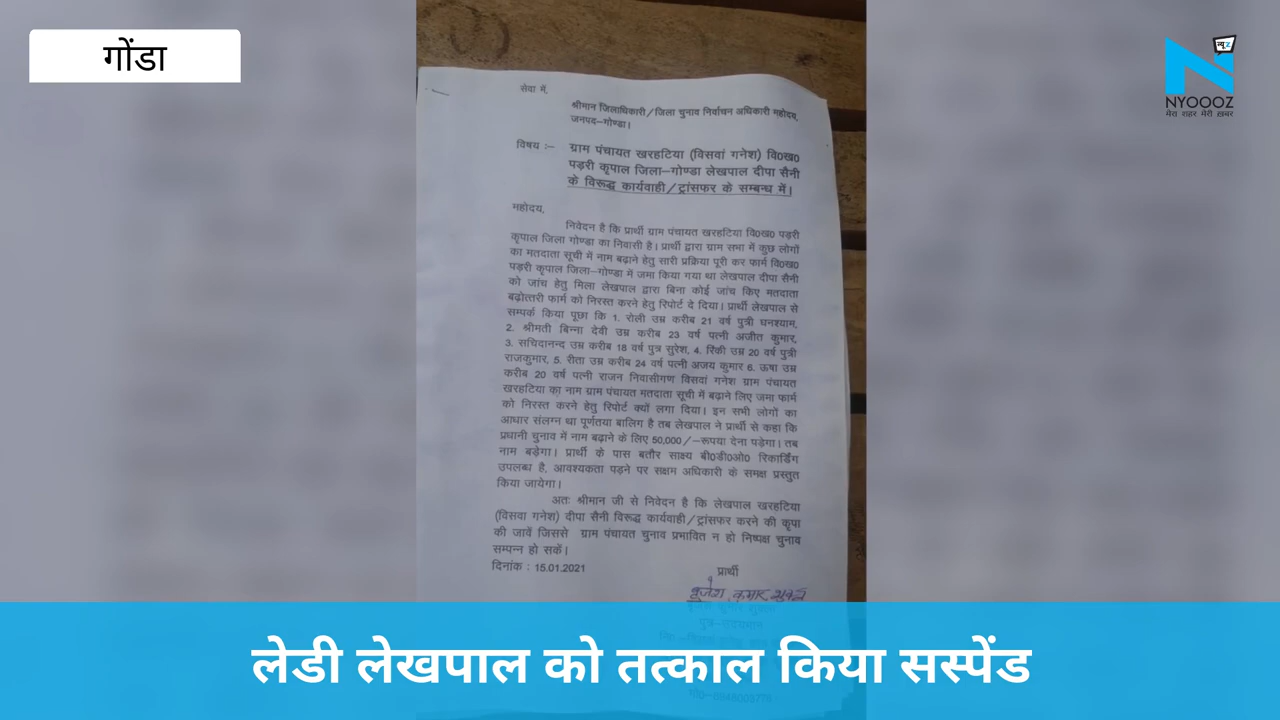 गोंडा
न्यूz
NYOOOZ
मेरा शहर मेरी ख़बर
सेवा में,
श्रीमान जिलाधिकारी/जिला चुनाव निर्वाचन अधिकारी महोदय,
जनपद–गोण्डा।
विषय :– ग्राम पंचायत खरहटिया (विसवां गनेश) वि0ख0
पड़री कृपाल जिला–गोण्डा लेखपाल दीपा सैनी
के विरूद्ध कार्यवाही/ट्रांसफर के सम्बन्ध में।
महोदय,
निवेदन है कि प्रार्थी ग्राम पंचायत खरहटिया वि0ख0 पड़री
कृपाल जिला गोण्डा का निवासी है। प्रार्थी द्वारा ग्राम सभा में कुछ लोगों
का मतदाता सूची में नाम बढ़ाने हेतु सारी प्रक्रिया पूरी कर फार्म वि0ख0
पड़री कृपाल जिला–गोण्डा में जमा किया गया था लेखपाल दीपा सैनी
को जांच हेतु मिला लेखपाल द्वारा बिना कोई जांच किए मतदाता
बढ़ोत्तरी फार्म को निरस्त करने हेतु रिपोर्ट दे दिया। प्रार्थी लेखपाल से
सम्पर्क किया पूछा कि 1. रोली उम्र करीब 21 वर्ष पुत्री घनश्याम,
2. श्रीमती बिन्ना देवी उम्र करीब 23 वर्ष पत्नी अजीत कुमार,
3. सचिदानन्द उम्र करीब 18 वर्ष पुत्र सुरेश, 4. रिंकी उम्र 20 वर्ष पुत्री
राजकुमार, 5. रीता उम्र करीब 24 वर्ष पत्नी अजय कुमार 6. ऊषा उम्र
करीब 20 वर्ष पत्नी राजन निवासीगण विसवां गनेश ग्राम पंचायत
खरहटिया का नाम ग्राम पंचायत मतदाता सूची में बढ़ाने लिए जमा फार्म
को निरस्त करने हेतु रिपोर्ट क्यों लगा दिया। इन सभी लोगों का
आधार संलग्न था पूर्णतया बालिग है तब लेखपाल ने प्रार्थी से कहा कि
प्रधानी चुनाव में नाम बढ़ाने के लिए 50,000/–रूपया देना पड़ेगा। तब
नाम बड़ेगा। प्रार्थी के पास बतौर साक्ष्य बी0डी0ओ0 रिकार्डिंग
उपलब्ध है, आवश्यकता पड़ने पर सक्षम अधिकारी के समक्ष प्रस्तुत
किया जायेगा।
अतः श्रीमान जी से निवेदन है कि लेखपाल खरहटिया
(विसवा गनेश) दीपा सैनी विरूद्ध कार्यवाही/ट्रांसफर करने की कृपा
की जावें जिससे ग्राम पंचायत चुनाव प्रभावित न हो निष्पक्ष चुनाव
सम्पन्न हो सकें।
दिनांक : 15.01.2021
प्रार्थी
बृजेश कुमार शुक्ल
लेडी लेखपाल को तत्काल किया सस्पेंड